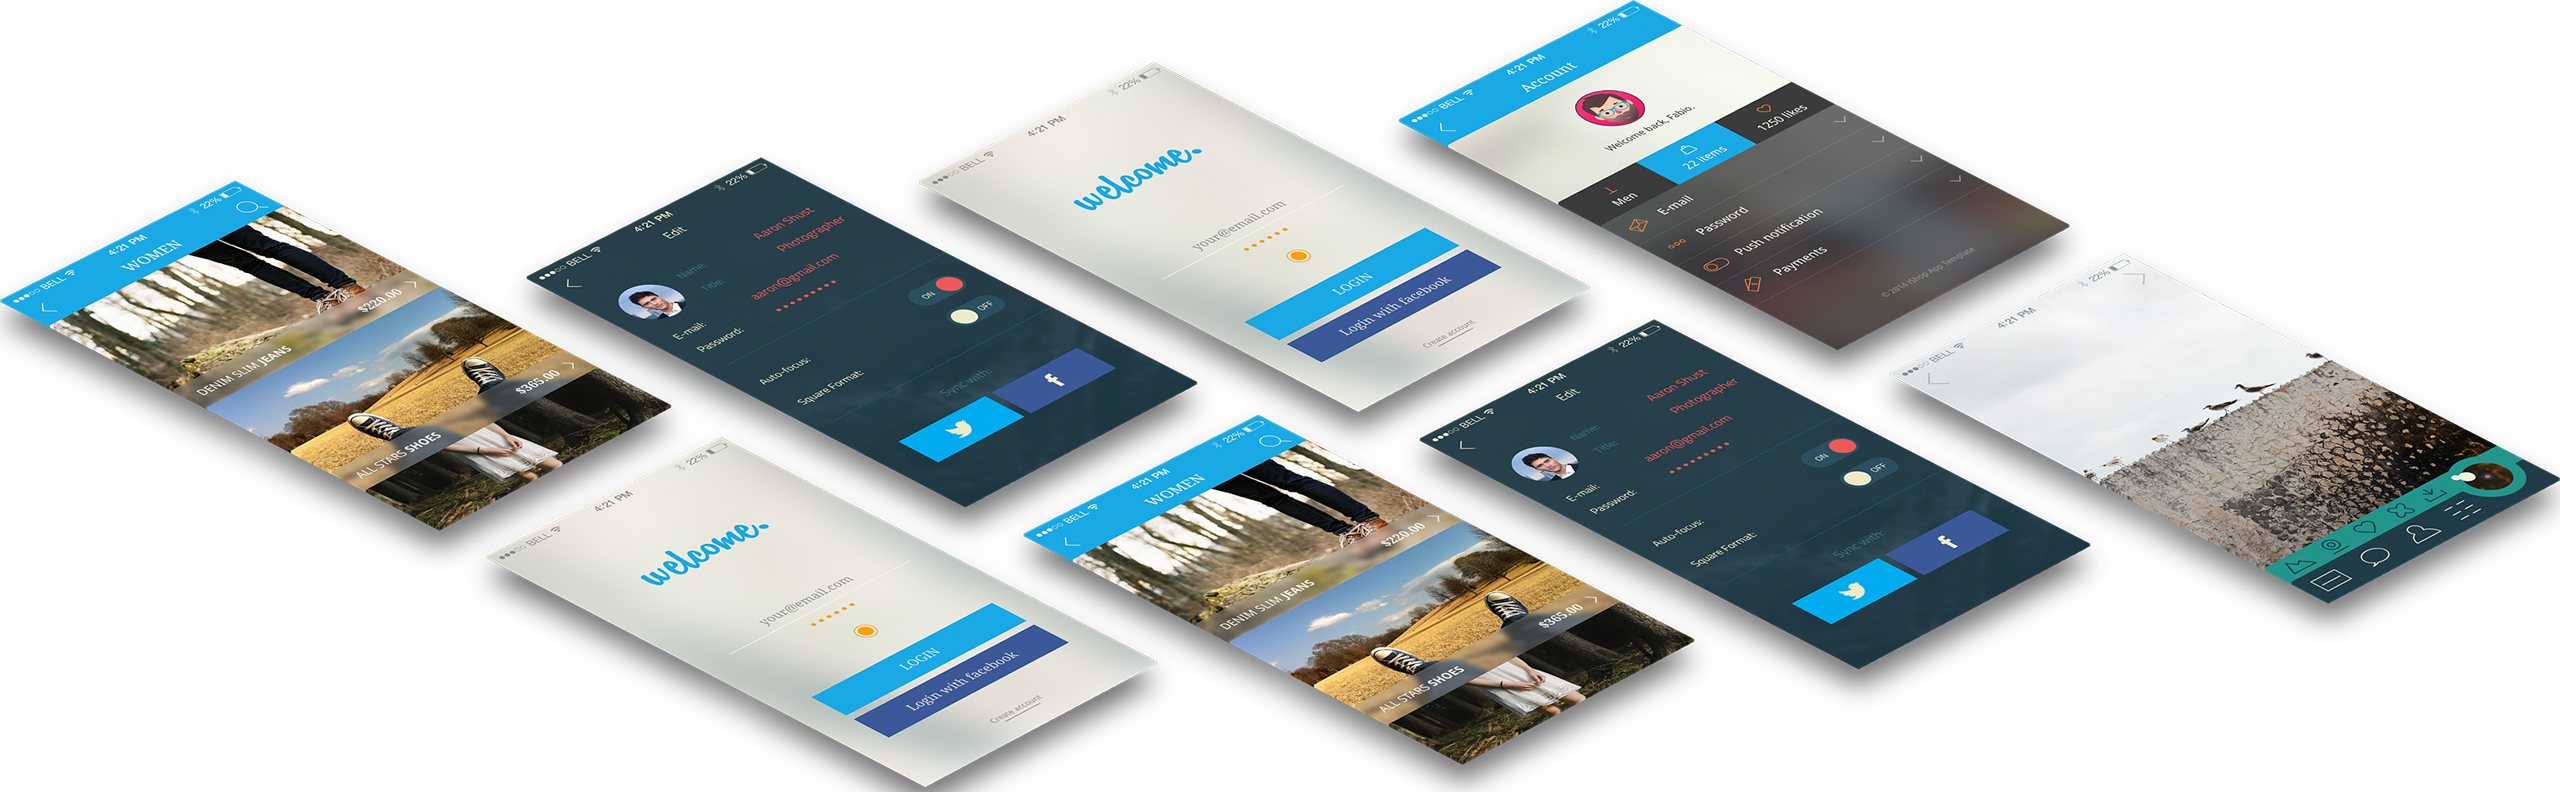 BELL
4:21 PM
22%
WOMEN
$220.00
DENIM SLIM JEANS
$365.00
ALL STARS SHOES
BELL
4:21 PM
22%
Edit
Name:
Aaron Shust
Title:
Photographer
E-mail:
aaron@gmail.com
Password:
Auto-focus:
ON
Square Format:
OFF
Sync with:
f
BELL
4:21 PM
22%
welcome.
your@email.com
LOGIN
Login with facebook
Create account
BELL
4:21 PM
22%
Account
Welcome back, Fabio.
Men
22 items
1250 likes
E-mail
Password
Push notification
Payments
© 2014 iShop App Template
BELL
4:21 PM
22%
welcome.
your@email.com
LOGIN
Login with facebook
Create account
BELL
4:21 PM
22%
WOMEN
$220.00
DENIM SLIM JEANS
$365.00
ALL STARS SHOES
BELL
4:21 PM
22%
Edit
Name:
Aaron Shust
Title:
Photographer
E-mail:
aaron@gmail.com
Password:
Auto-focus:
ON
Square Format:
OFF
Sync with:
f
BELL
4:21 PM
22%